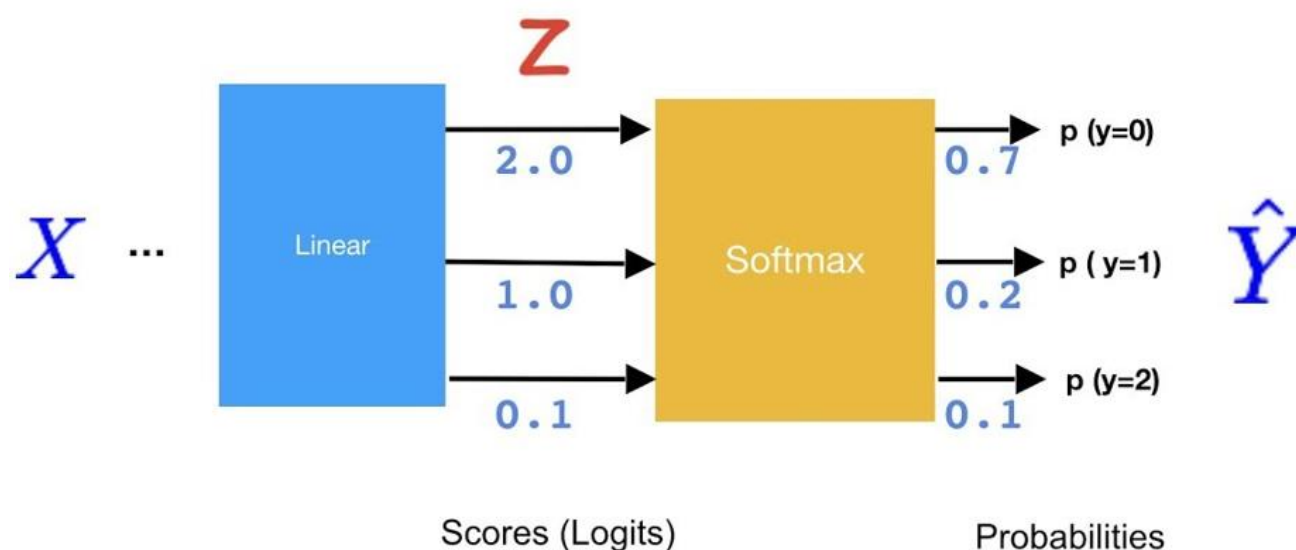 Z
2.0
0.7
p (y=0)
X
...
Linear
1.0
Softmax
0.2
p ( y=1)
Ŷ
0.1
0.1
p (y=2)
Scores (Logits)
Probabilities